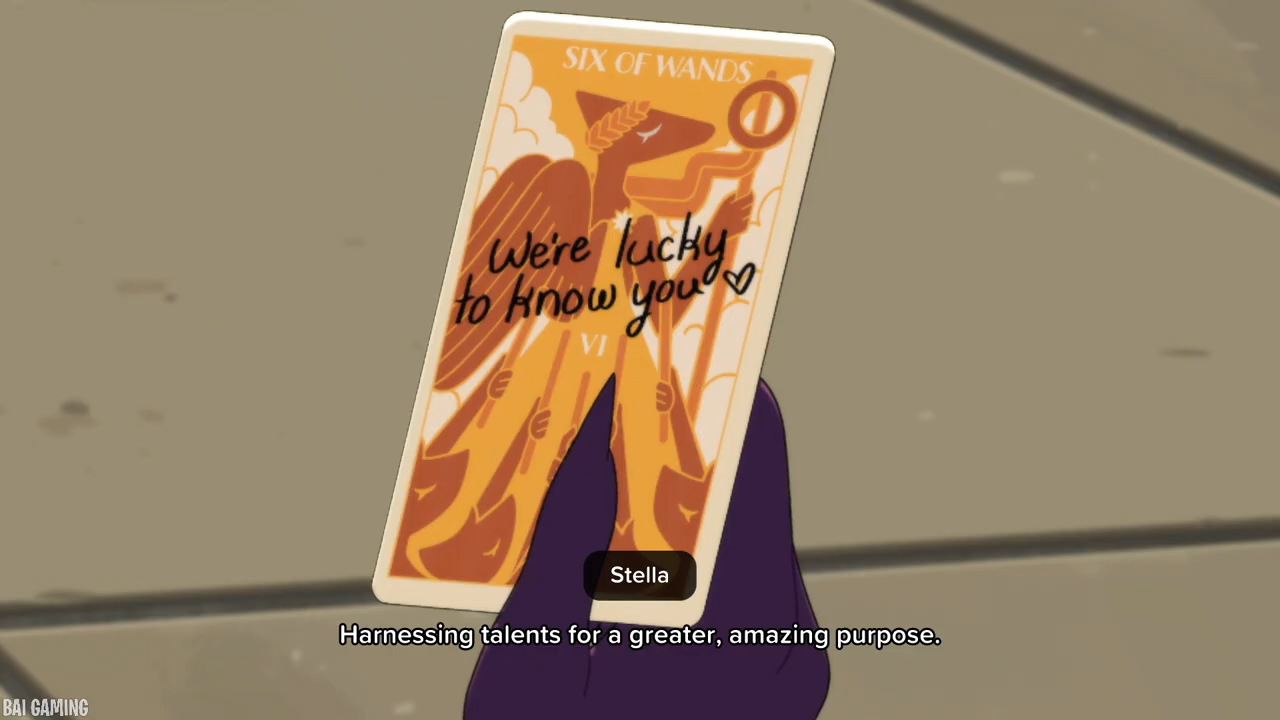 SIX OF WANDS
We're lucky
to know you ♡
VI
Stella
Harnessing talents for a greater, amazing purpose.
BAI GAMING